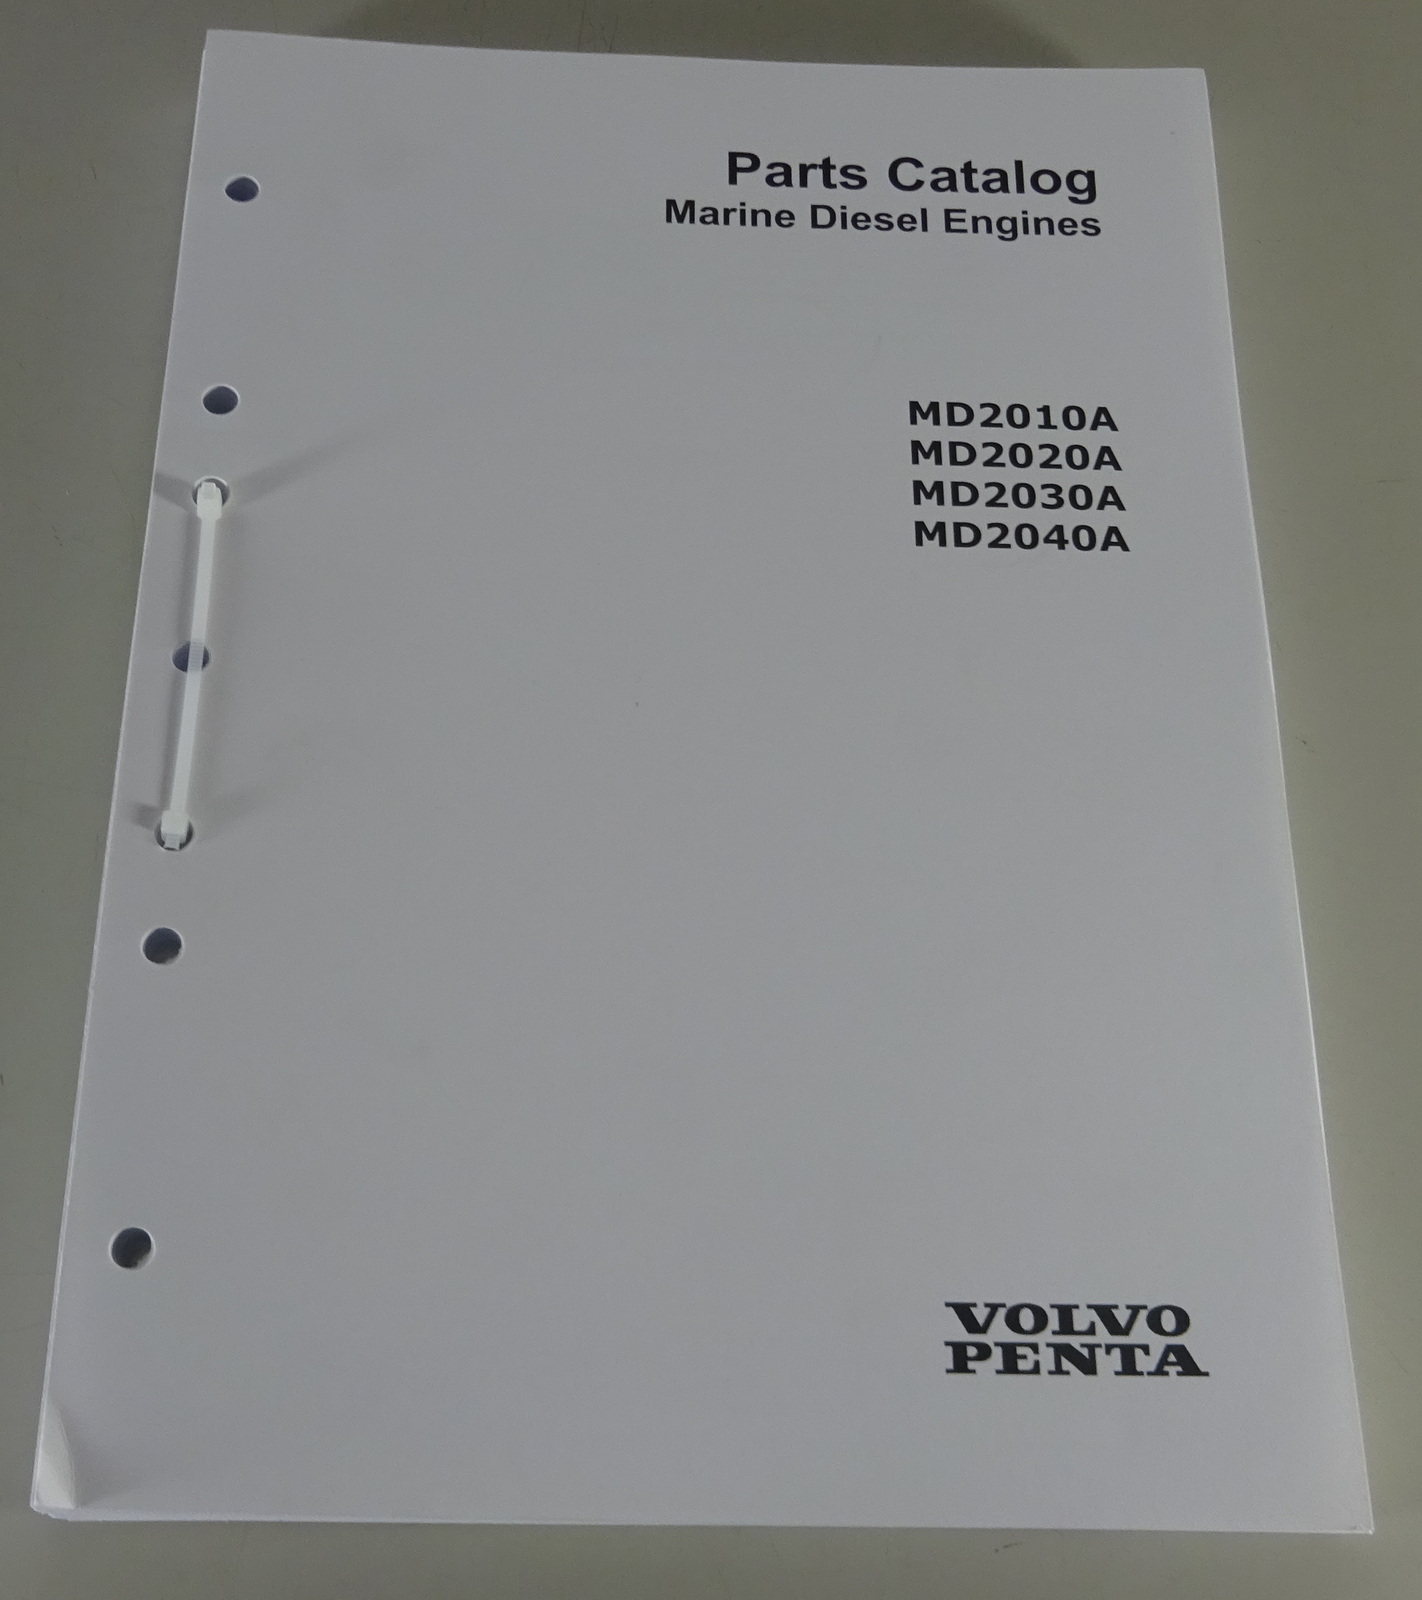 Parts Catalog
Marine Diesel Engines
MD2010A
MD2020A
MD2030A
MD2040A
VOLVO
PENTA